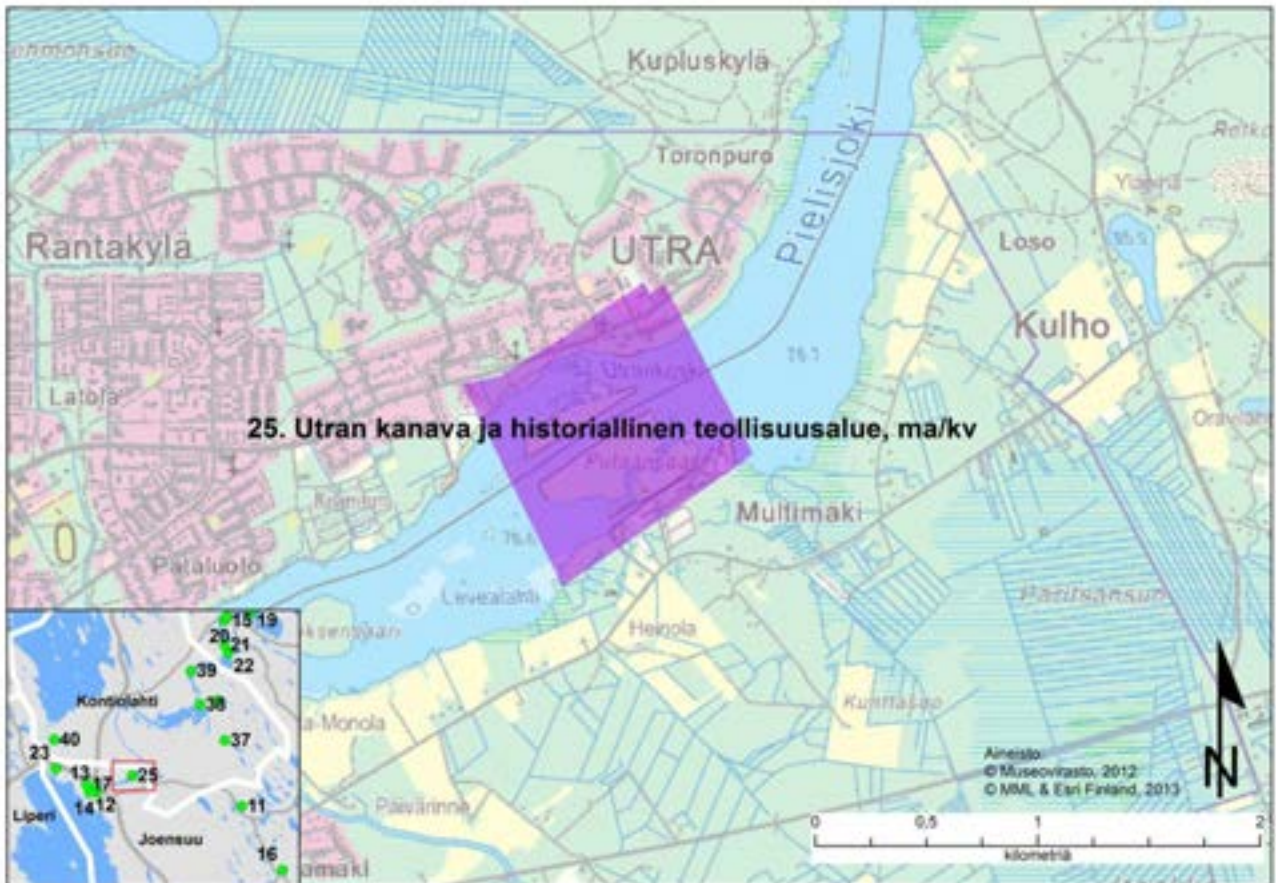 Kupluskylä
Pielisjoki
Toronpuro
Rantakylä
UTRA
Loso
Kulho
Latola
25. Utran kanava ja historiallinen teollisuusalue, ma/kv
Multimäki
Pataluoto
Lievealahti
Heinola
Kunttasuo
Päivärinne
15
19
20
21
22
39
Kontiolahti
38
40
37
23
13
25
17
14
12
11
Liperi
Joensuu
16
Aineisto:
© Museovirasto, 2012
© MML & Esri Finland, 2013
N
0 0,5 1 2
kilometriä